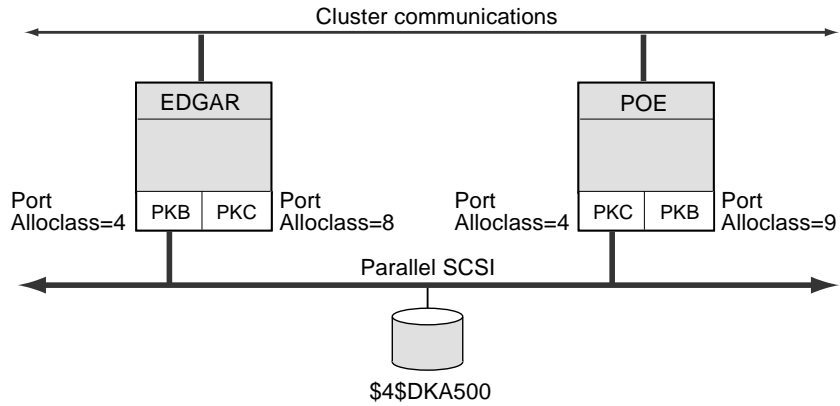 Cluster communications
EDGAR
POE
Port
Alloclass=4
PKB
PKC
Port
Alloclass=8
Port
Alloclass=4
PKC
PKB
Port
Alloclass=9
Parallel SCSI
$4$DKA500